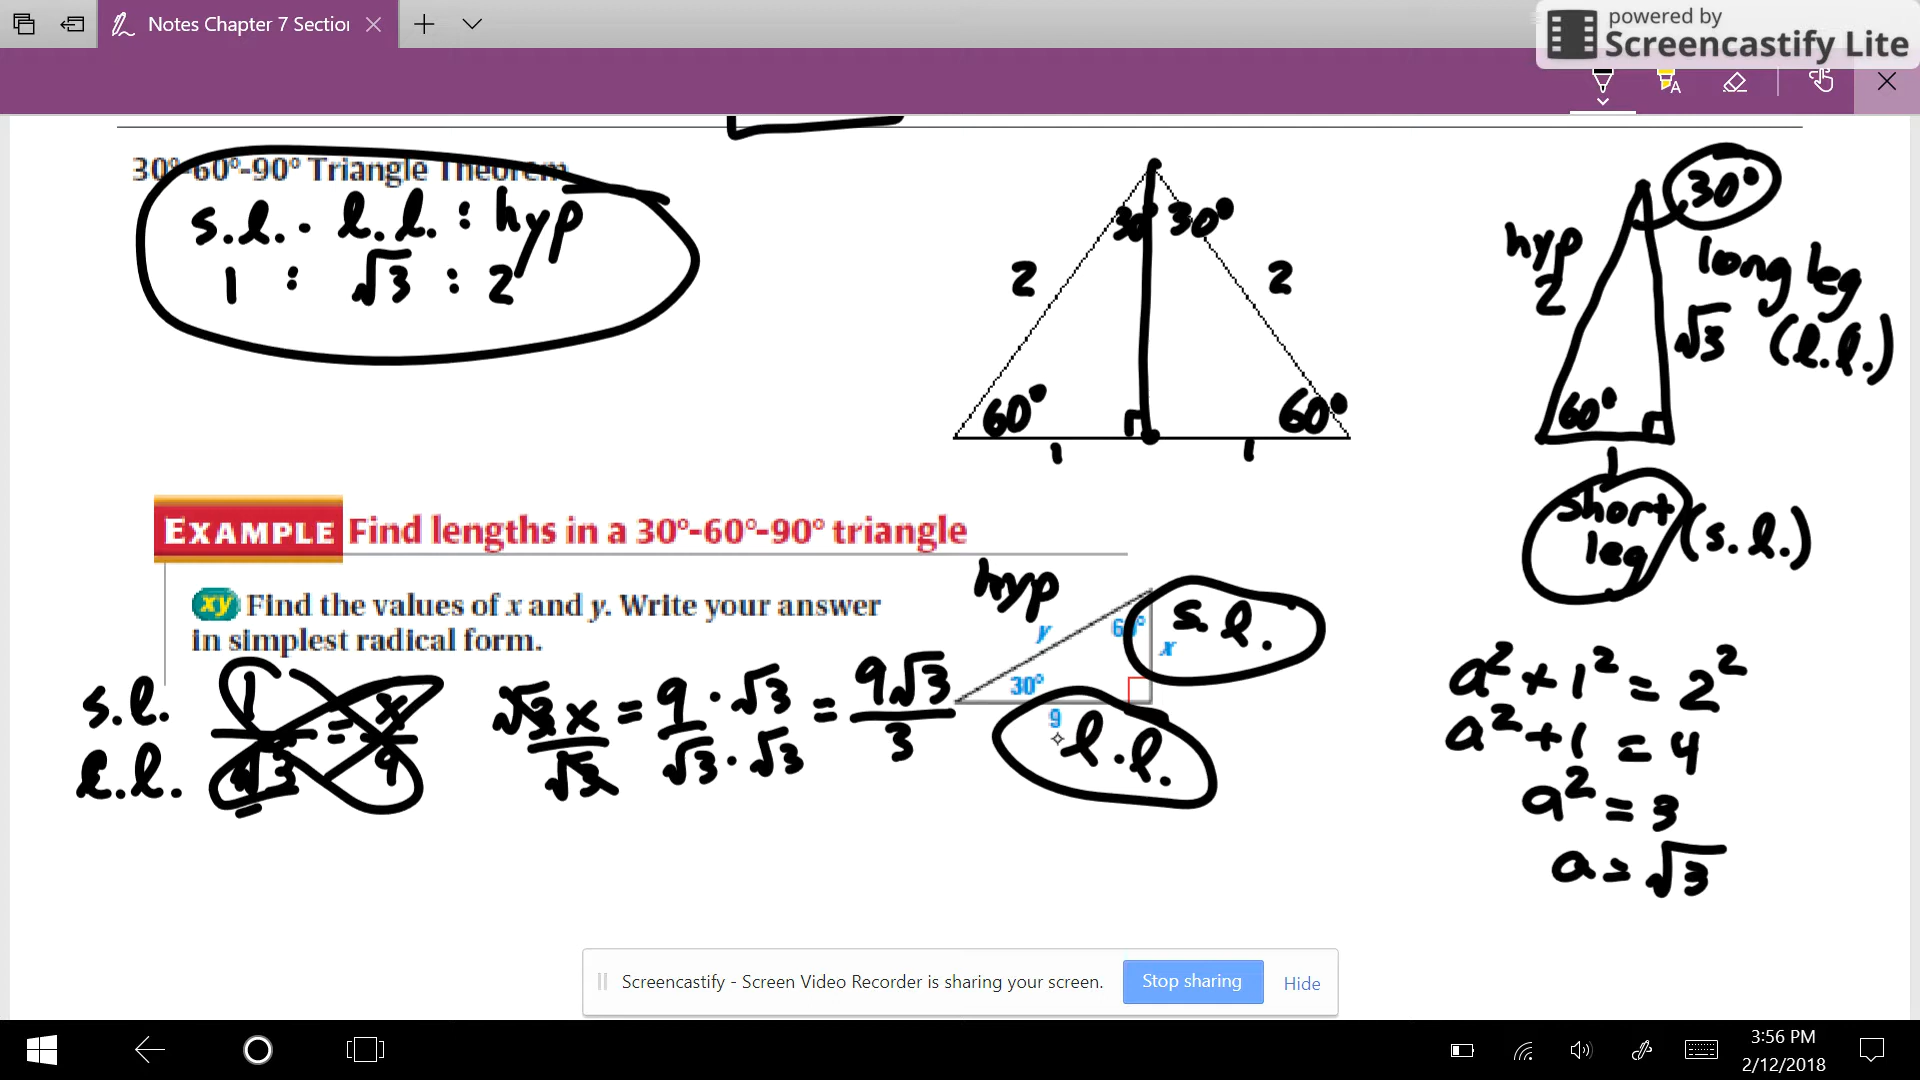 Notes Chapter 7 Section
powered by
Screencastify Lite
30°-60°-90° Triangle Theorem
s.l. : l.l. : hyp
1 : √3 : 2
30° 30°
2 2
60° 60°
1 1
30°
hyp
2
long leg
√3 (l.l.)
60°
1
short leg (s.l.)
EXAMPLE Find lengths in a 30°-60°-90° triangle
xy Find the values of x and y. Write your answer
in simplest radical form.
hyp
y
60°
s.l.
x
30°
9
l.l.
s.l. 1 = x
l.l. √3 9
√3 x = 9 · √3 = 9√3
√3 √3 · √3 3
a² + 1² = 2²
a² + 1 = 4
a² = 3
a = √3
Screencastify - Screen Video Recorder is sharing your screen.
Stop sharing
Hide
3:56 PM
2/12/2018